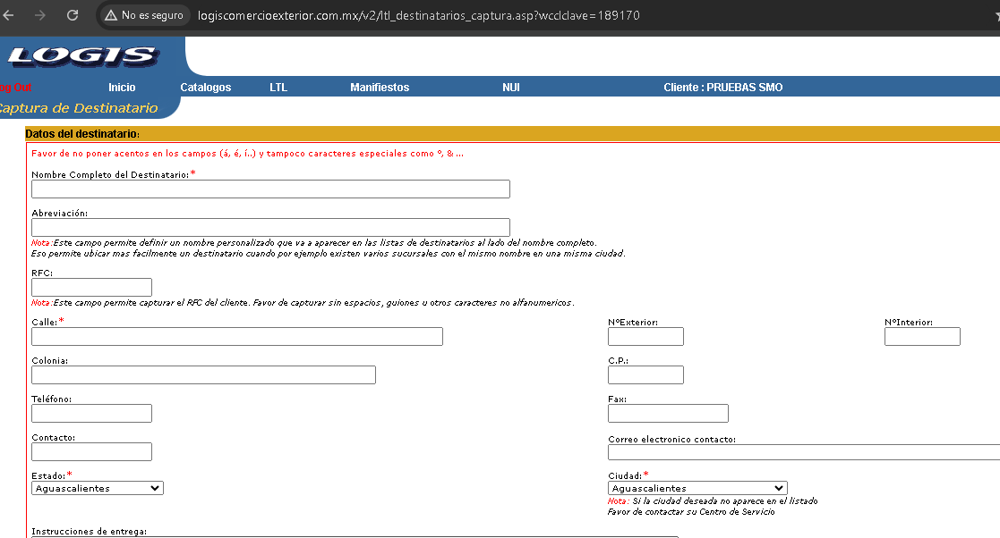 No es seguro logiscomercioexterior.com.mx/v2/ltl_destinatarios_captura.asp?wcclclave=189170
LOGIS
ng Out Inicio Catalogos LTL Manifiestos NUI Cliente : PRUEBAS SMO
Captura de Destinatario
Datos del destinatario:
Favor de no poner acentos en los campos (á, é, í..) y tampoco caracteres especiales como º, & ...
Nombre Completo del Destinatario:*
Abreviación:
Nota:Este campo permite definir un nombre personalizado que va a aparecer en las listas de destinatarios al lado del nombre completo.
Eso permite ubicar mas facilmente un destinatario cuando por ejemplo existen varios sucursales con el mismo nombre en una misma ciudad.
RFC:
Nota:Este campo permite capturar el RFC del cliente. Favor de capturar sin espacios, guiones u otros caracteres no alfanumericos.
Calle:* NºExterior: NºInterior:
Colonia: C.P.:
Teléfono: Fax:
Contacto: Correo electronico contacto:
Estado:* Ciudad:*
Aguascalientes Aguascalientes
Nota: Si la ciudad deseada no aparece en el listado
Favor de contactar su Centro de Servicio
Instrucciones de entrega: